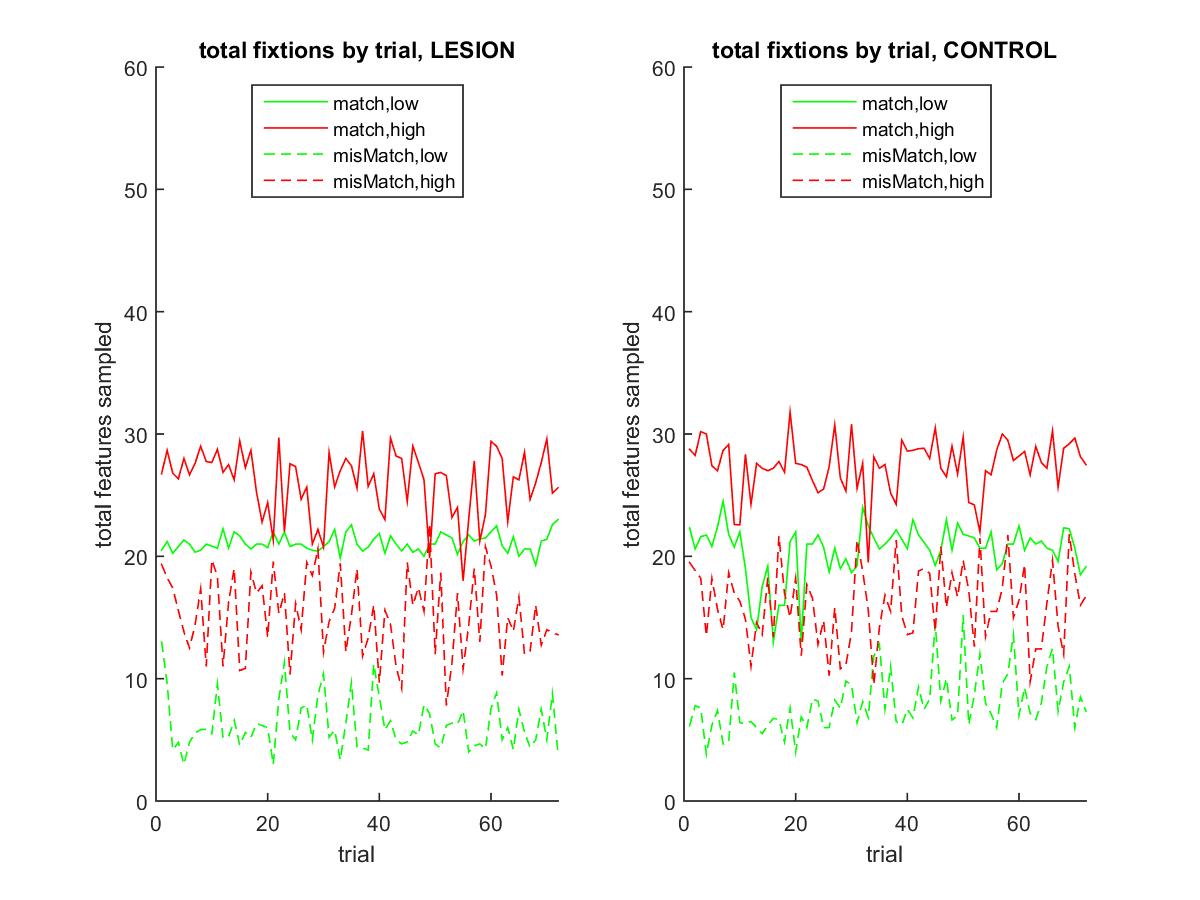 total fixtions by trial, LESION
60
50
40
30
20
10
0
total features sampled
match,low
match,high
misMatch,low
misMatch,high
0 20 40 60
trial
total fixtions by trial, CONTROL
60
50
40
30
20
10
0
total features sampled
match,low
match,high
misMatch,low
misMatch,high
0 20 40 60
trial